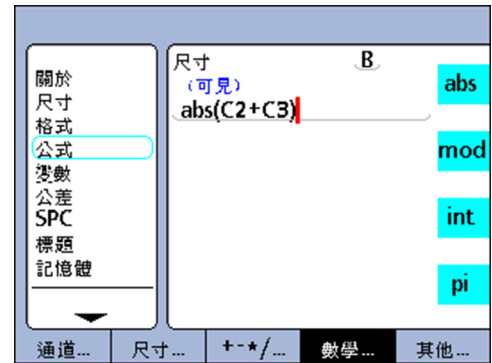 關於
尺寸
格式
公式
變數
公差
SPC
標題
記憶體
尺寸 B
(可見)
abs(C2+C3)
abs
mod
int
pi
通道... 尺寸... +-*/... 數學... 其他...